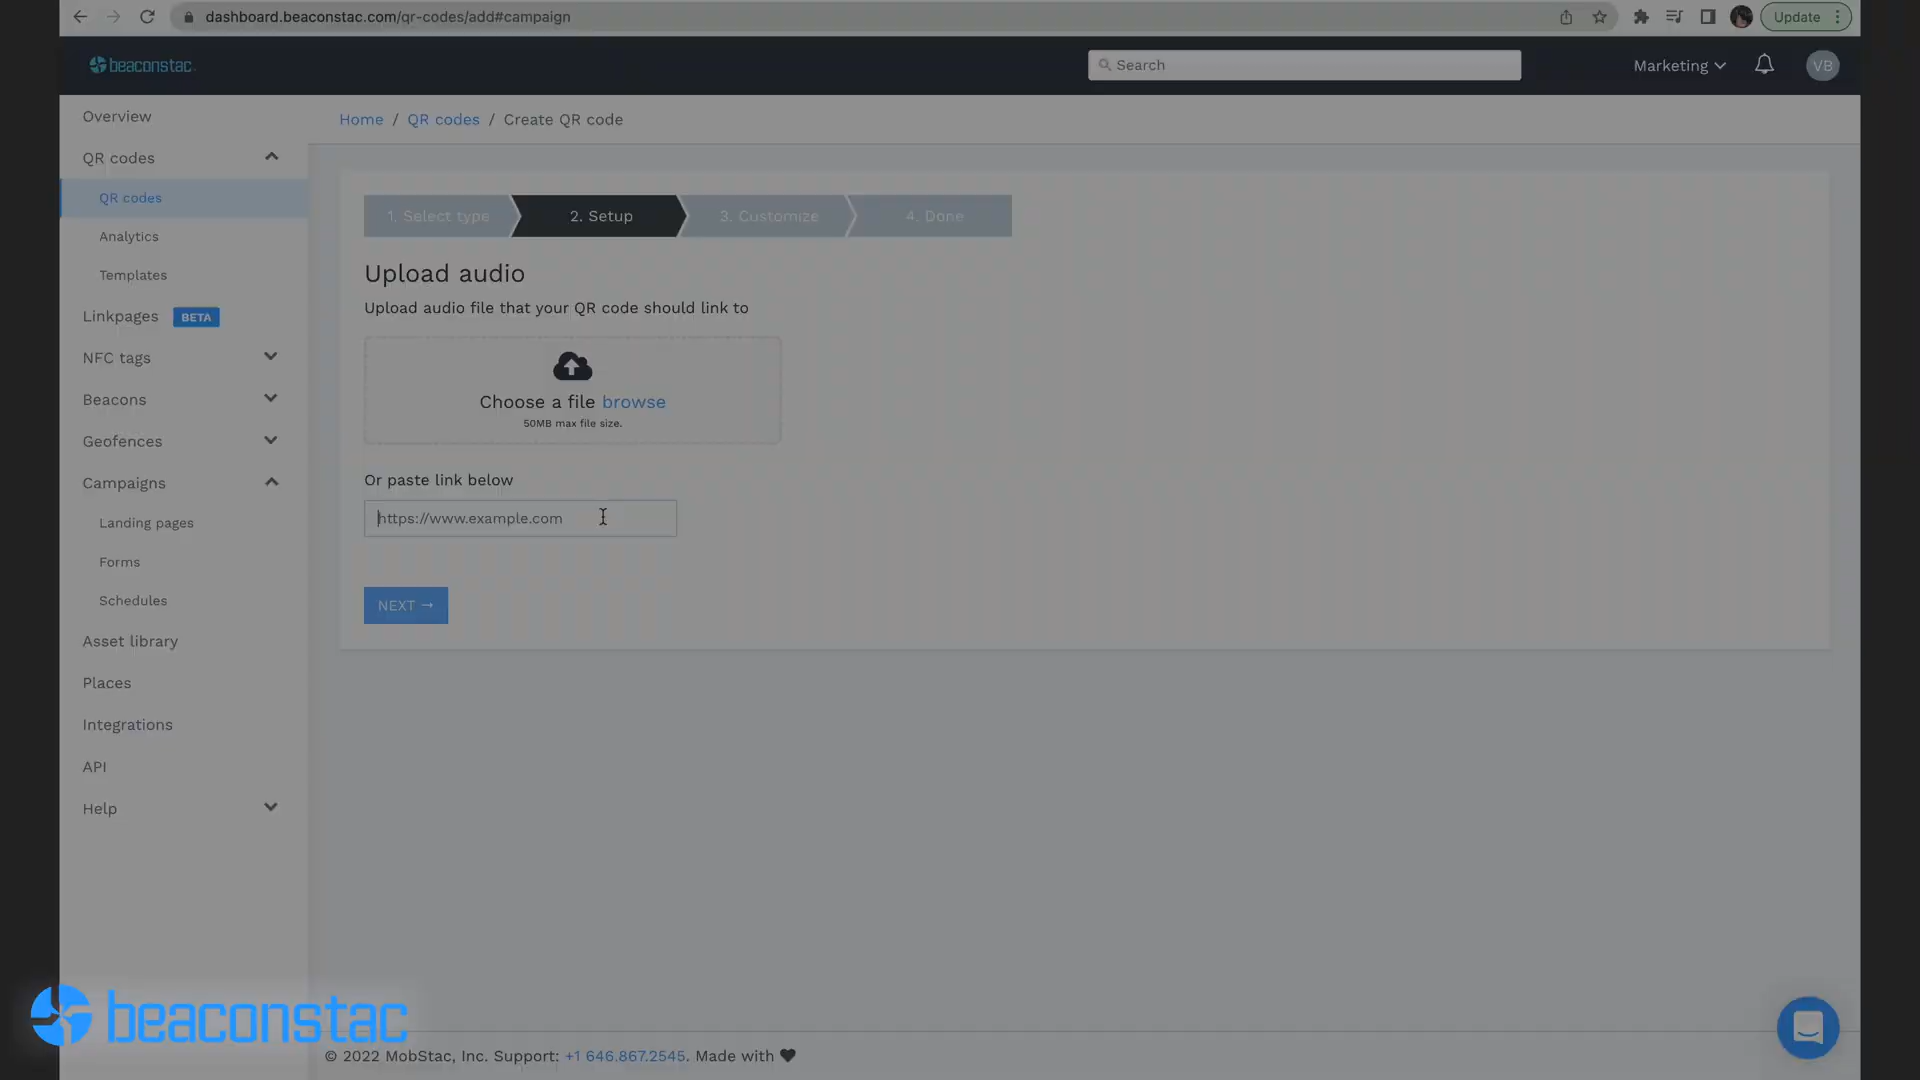 dashboard.beaconstac.com/qr-codes/add#campaign
Update
beaconstac
Search
Marketing
VB
Overview
QR codes
QR codes
Analytics
Templates
Linkpages BETA
NFC tags
Beacons
Geofences
Campaigns
Landing pages
Forms
Schedules
Asset library
Places
Integrations
API
Help
Home / QR codes / Create QR code
1. Select type
2. Setup
3. Customize
4. Done
Upload audio
Upload audio file that your QR code should link to
Choose a file browse
50MB max file size.
Or paste link below
https://www.example.com
NEXT →
beaconstac
© 2022 MobStac, Inc. Support: +1 646.867.2545. Made with ♥